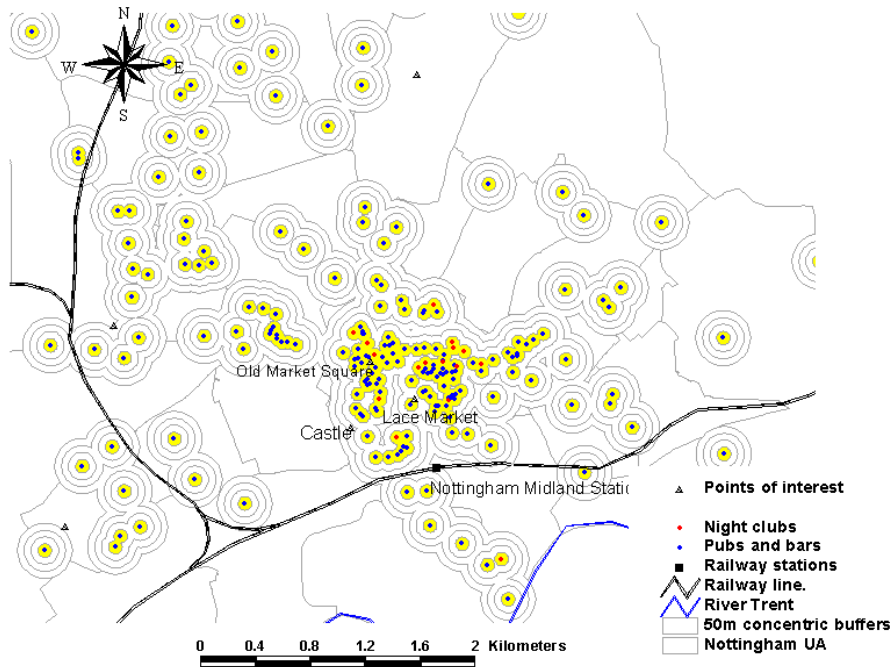 N
W E
S
Old Market Square
Lace Market
Castle
Nottingham Midland Static
Points of interest
Night clubs
Pubs and bars
Railway stations
Railway line.
River Trent
50m concentric buffers
Nottingham UA
0 0.4 0.8 1.2 1.6 2 Kilometers